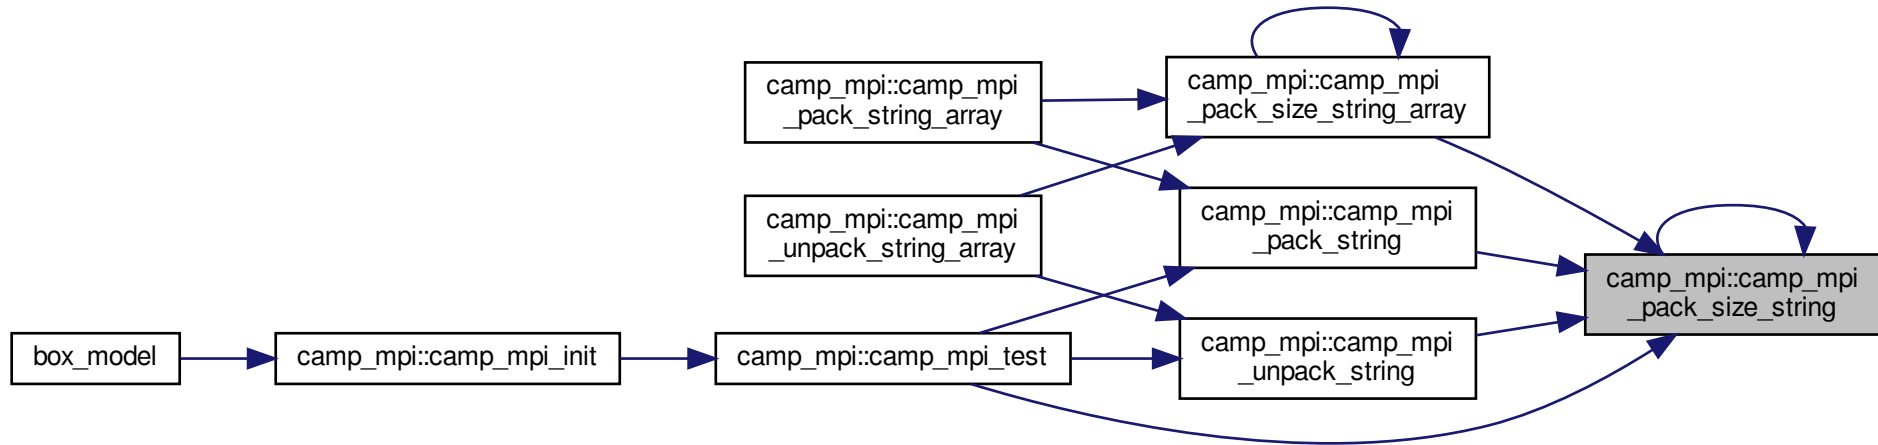 camp_mpi::camp_mpi
_pack_string_array
camp_mpi::camp_mpi
_pack_size_string_array
camp_mpi::camp_mpi
_unpack_string_array
camp_mpi::camp_mpi
_pack_string
camp_mpi::camp_mpi
_pack_size_string
box_model
camp_mpi::camp_mpi_init
camp_mpi::camp_mpi_test
camp_mpi::camp_mpi
_unpack_string